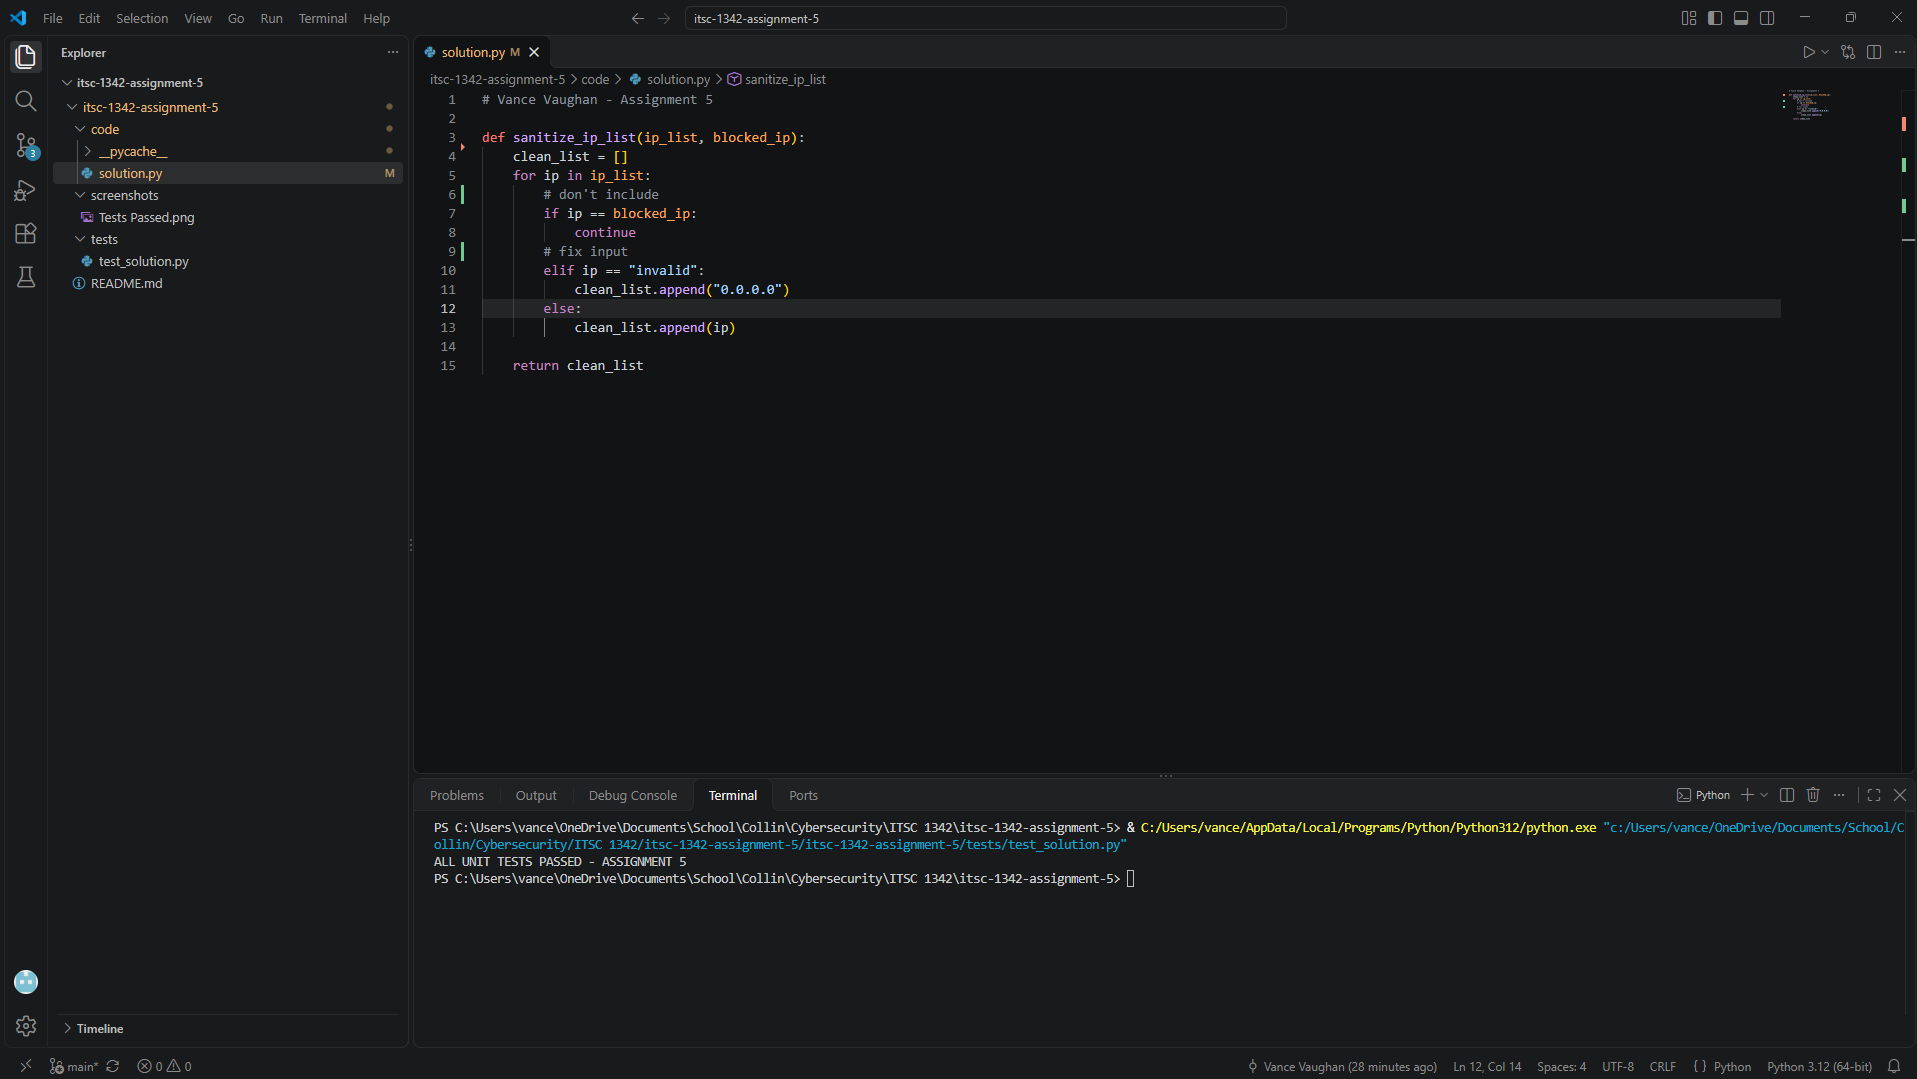 File Edit Selection View Go Run Terminal Help
itsc-1342-assignment-5
Explorer
itsc-1342-assignment-5
itsc-1342-assignment-5
code
__pycache__
solution.py M
screenshots
Tests Passed.png
tests
test_solution.py
README.md
3
Timeline
solution.py M
itsc-1342-assignment-5 > code > solution.py > sanitize_ip_list
1 # Vance Vaughan - Assignment 5
2
3 def sanitize_ip_list(ip_list, blocked_ip):
4     clean_list = []
5     for ip in ip_list:
6         # don't include
7         if ip == blocked_ip:
8             continue
9         # fix input
10         elif ip == "invalid":
11             clean_list.append("0.0.0.0")
12         else:
13             clean_list.append(ip)
14
15     return clean_list
Problems Output Debug Console Terminal Ports
Python
PS C:\Users\vance\OneDrive\Documents\School\Collin\Cybersecurity\ITSC 1342\itsc-1342-assignment-5> & C:/Users/vance/AppData/Local/Programs/Python/Python312/python.exe "c:/Users/vance/OneDrive/Documents/School/C
ollin/Cybersecurity/ITSC 1342/itsc-1342-assignment-5/itsc-1342-assignment-5/tests/test_solution.py"
ALL UNIT TESTS PASSED - ASSIGNMENT 5
PS C:\Users\vance\OneDrive\Documents\School\Collin\Cybersecurity\ITSC 1342\itsc-1342-assignment-5>
main* 0 0 Vance Vaughan (28 minutes ago) Ln 12, Col 14 Spaces: 4 UTF-8 CRLF { } Python Python 3.12 (64-bit)